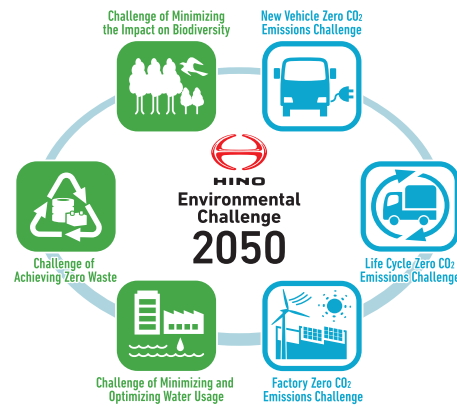 Challenge of Minimizing
the Impact on Biodiversity
New Vehicle Zero CO₂
Emissions Challenge
HINO
Environmental
Challenge
2050
Challenge of
Achieving Zero Waste
Life Cycle Zero CO₂
Emissions Challenge
Challenge of Minimizing and
Optimizing Water Usage
Factory Zero CO₂
Emissions Challenge